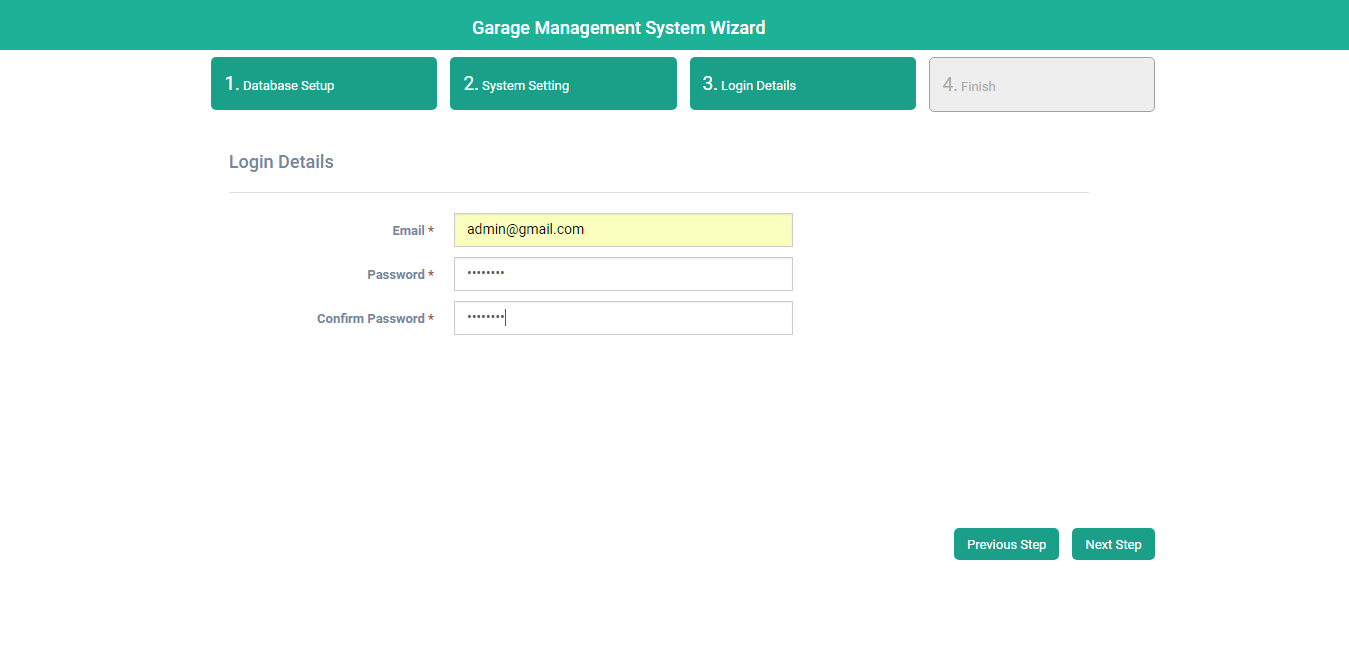 Garage Management System Wizard
1. Database Setup 2. System Setting 3. Login Details 4. Finish
Login Details
Email * admin@gmail.com
Password * ••••••••
Confirm Password * ••••••••
Previous Step Next Step